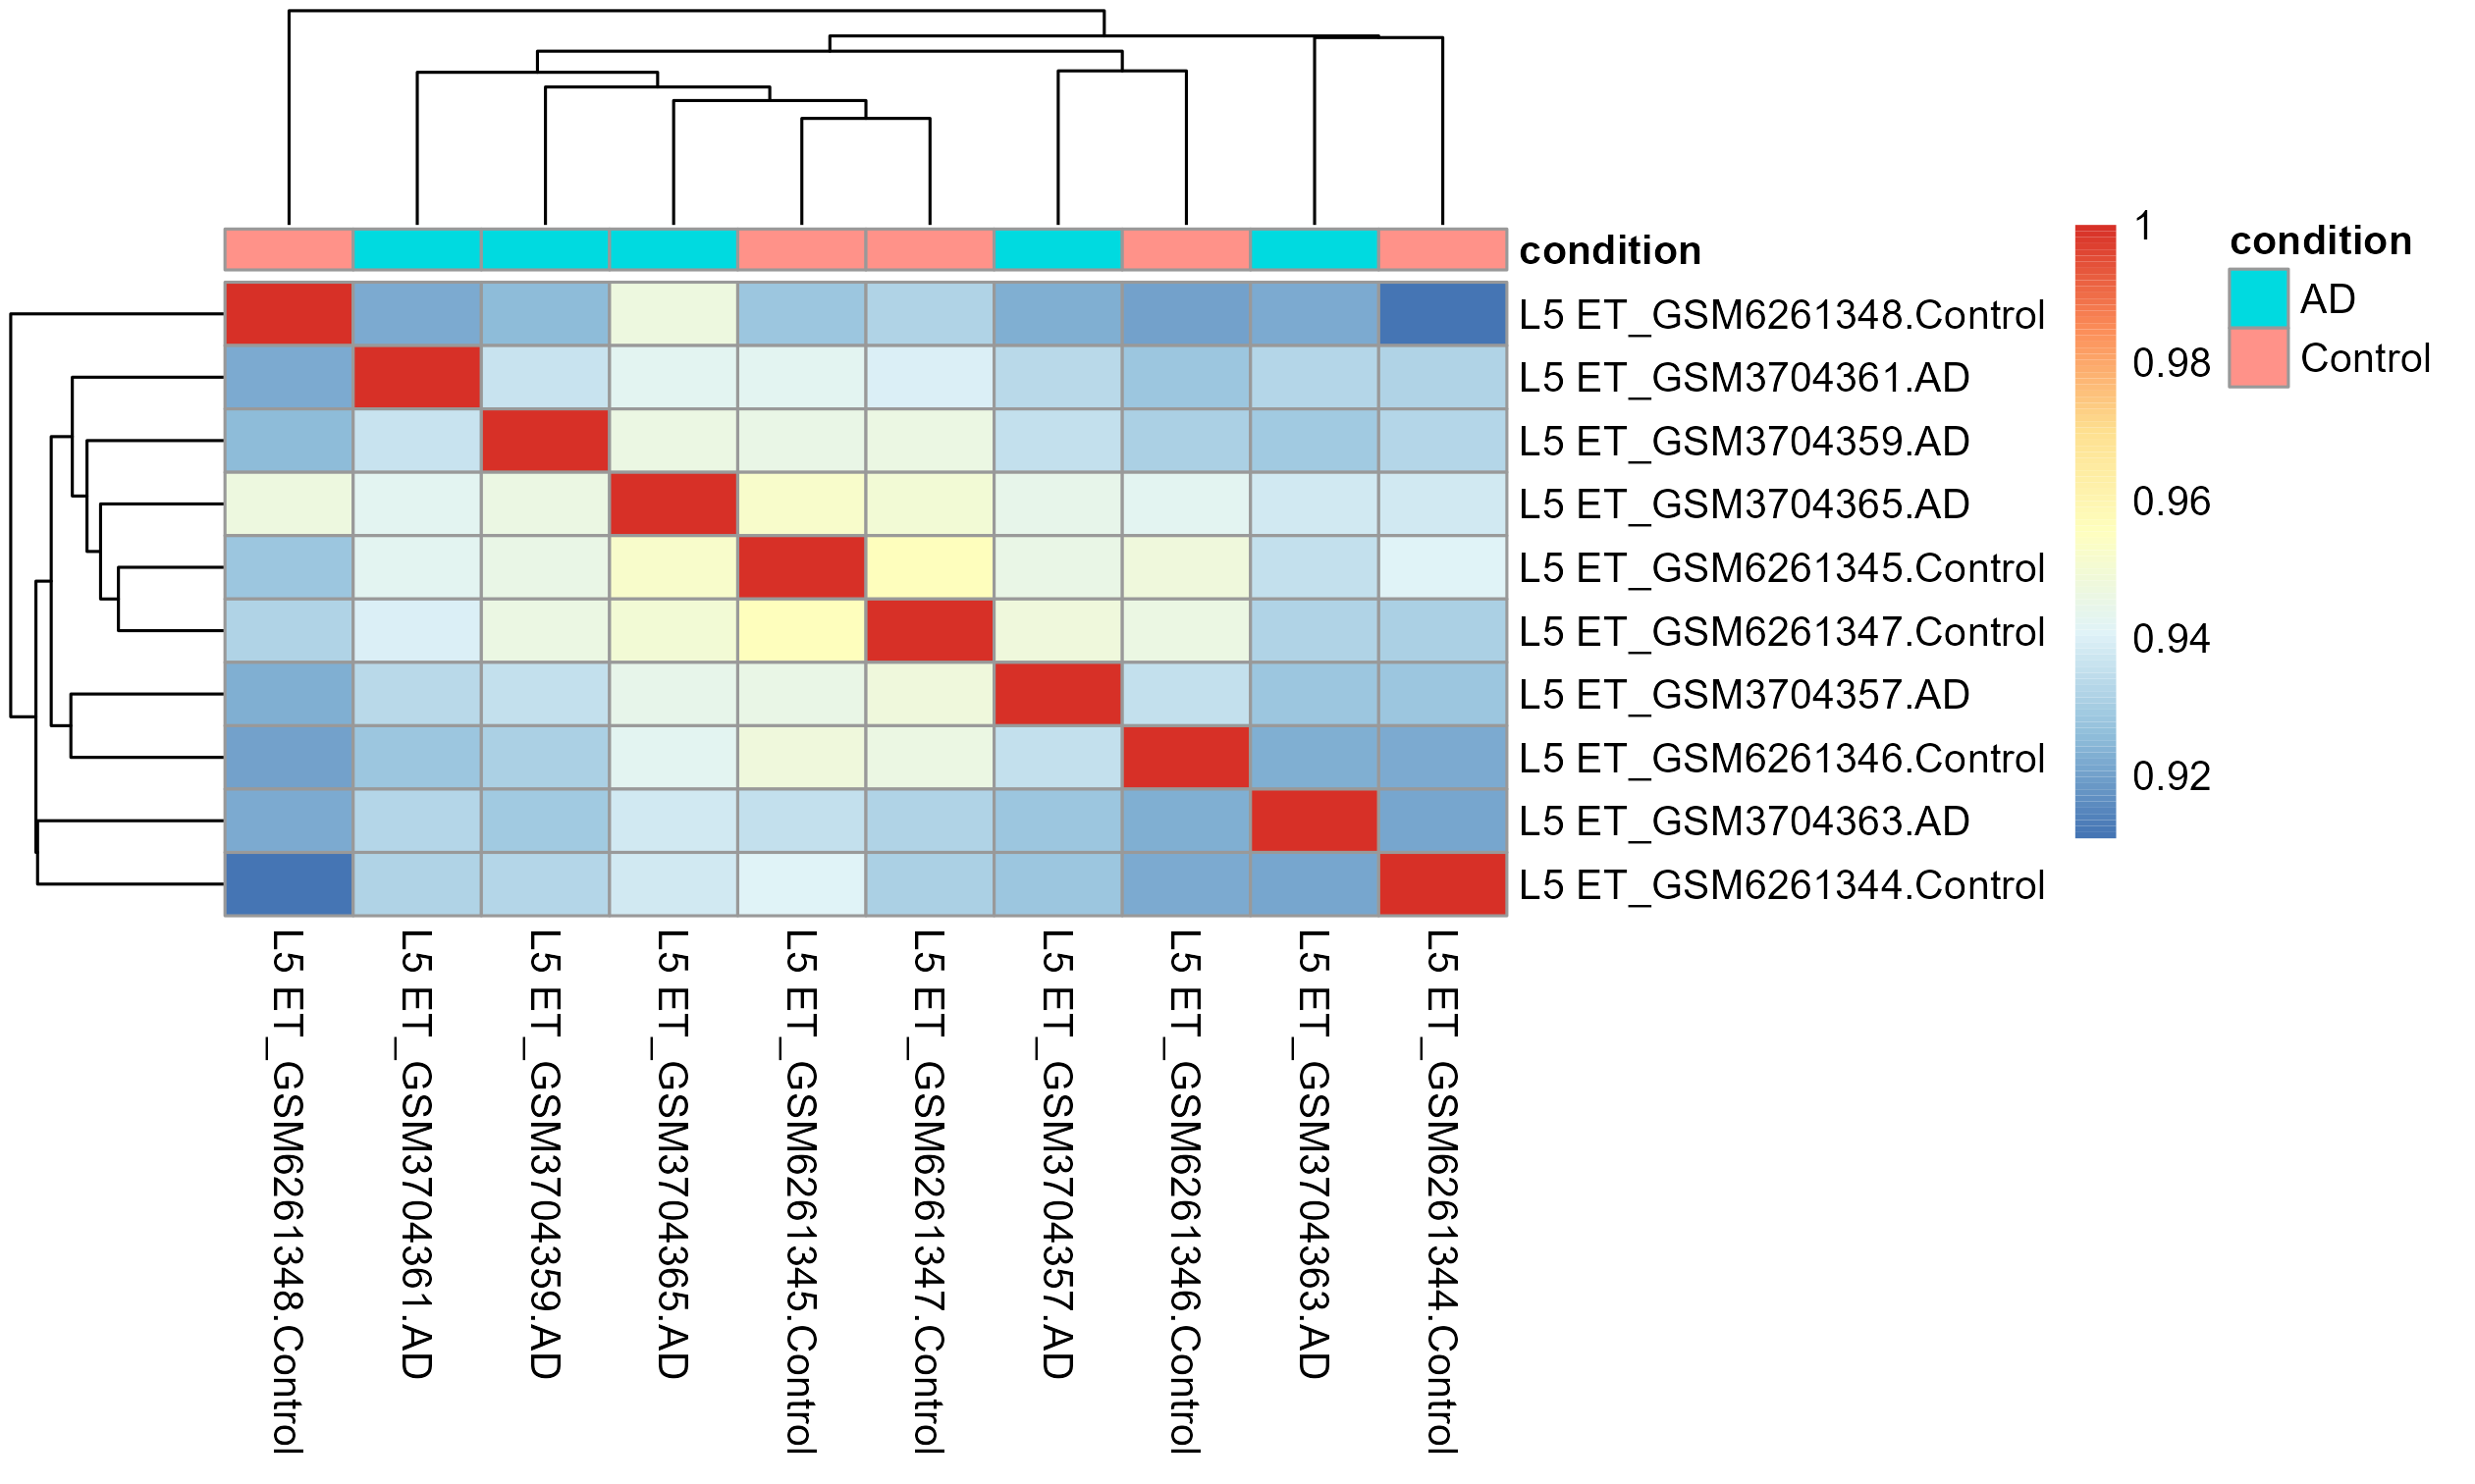 condition
L5 ET_GSM6261348.Control
L5 ET_GSM3704361.AD
L5 ET_GSM3704359.AD
L5 ET_GSM3704365.AD
L5 ET_GSM6261345.Control
L5 ET_GSM6261347.Control
L5 ET_GSM3704357.AD
L5 ET_GSM6261346.Control
L5 ET_GSM3704363.AD
L5 ET_GSM6261344.Control
1
0.98
0.96
0.94
0.92
condition
AD
Control
L5 ET_GSM6261348.Control
L5 ET_GSM3704361.AD
L5 ET_GSM3704359.AD
L5 ET_GSM3704365.AD
L5 ET_GSM6261345.Control
L5 ET_GSM6261347.Control
L5 ET_GSM3704357.AD
L5 ET_GSM6261346.Control
L5 ET_GSM3704363.AD
L5 ET_GSM6261344.Control